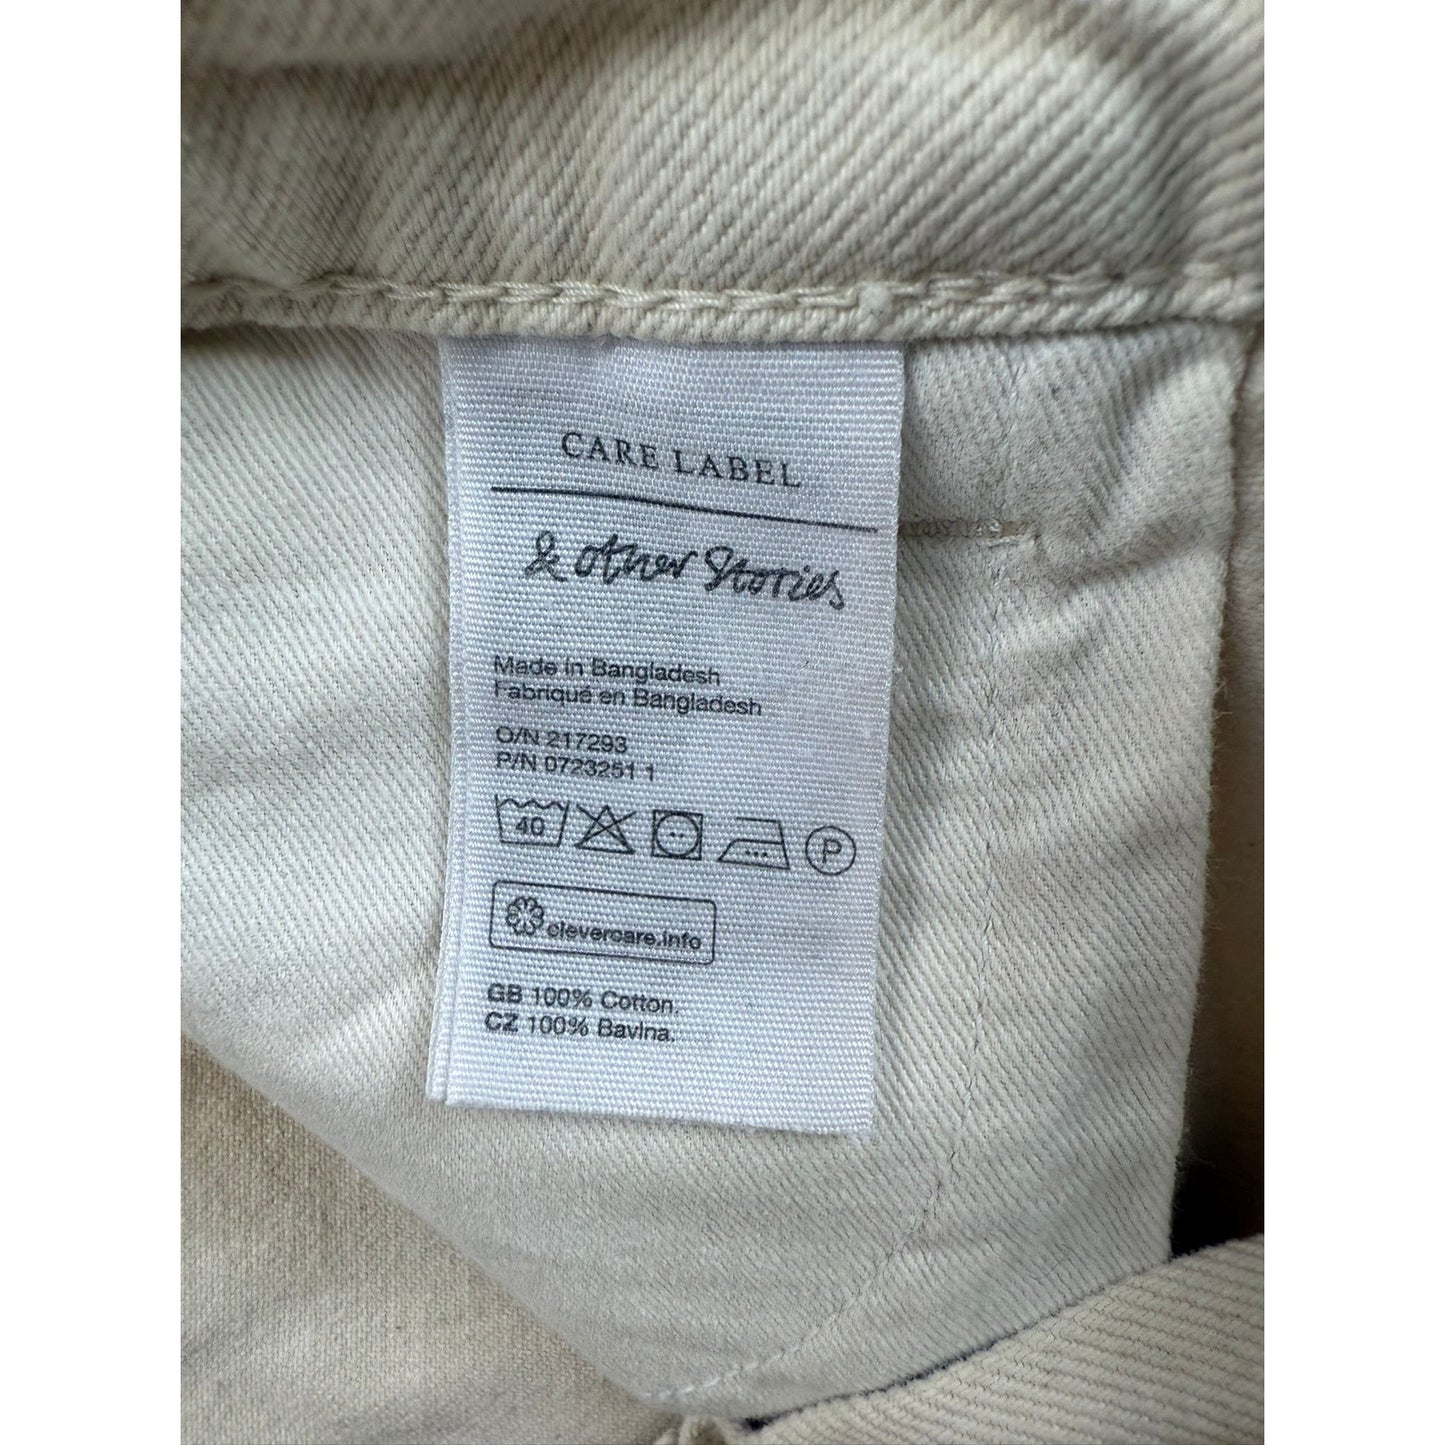 CARE LABEL
& other Stories
Made in Bangladesh
Fabriqué en Bangladesh
O/N 217293
P/N 0723251 1
40 P
clevercare.info
GB 100% Cotton.
CZ 100% Bavlna.